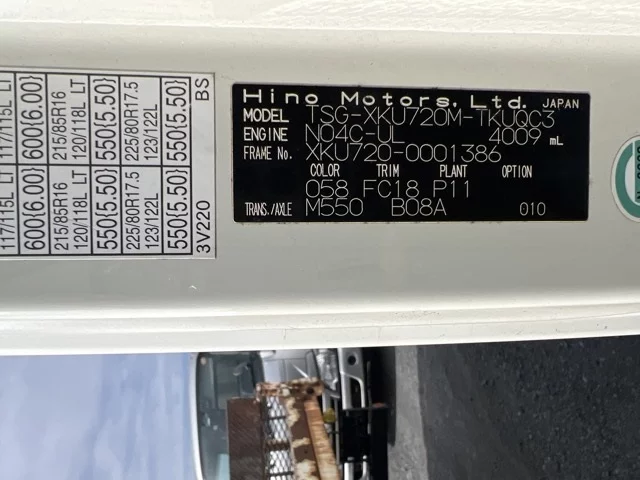 Hino Motors, Ltd. JAPAN
MODEL TSG-XKU720M-TKUQC3
ENGINE N04C-UL 4009 mL
FRAME No. XKU720-0001386
COLOR TRIM PLANT OPTION
058 FC18 P11
TRANS./AXLE M550 B08A 010
117/115L LT
600{6.00}
215/85R16
120/118L LT
550{5.50}
225/80R17.5
123/122L
550{5.50}
3V220
117/115L LT
600{6.00}
215/85R16
120/118L LT
550{5.50}
225/80R17.5
123/122L
550{5.50}
BS